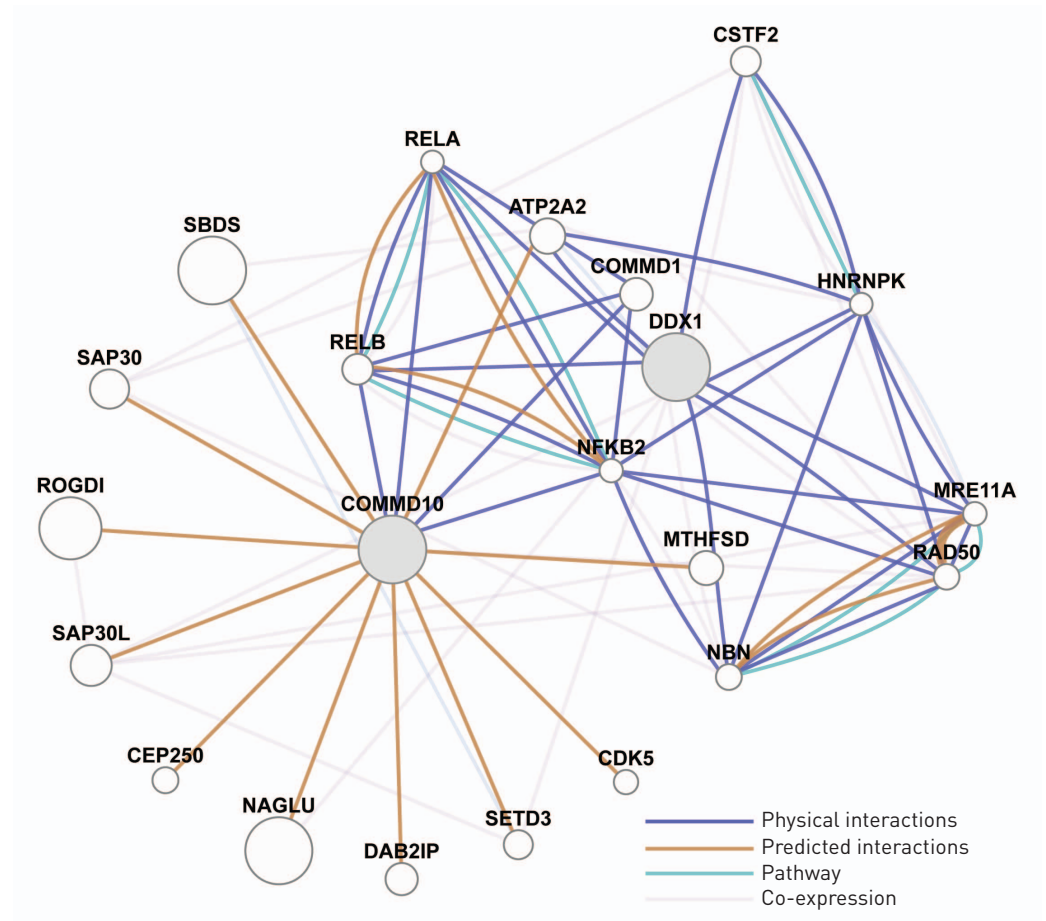 CSTF2
RELA
ATP2A2
SBDS
COMMD1
HNRNPK
DDX1
RELB
SAP30
NFKB2
ROGDI
MRE11A
COMMD10
MTHFSD
RAD50
SAP30L
NBN
CEP250
CDK5
NAGLU
SETD3
DAB2IP
Physical interactions
Predicted interactions
Pathway
Co-expression